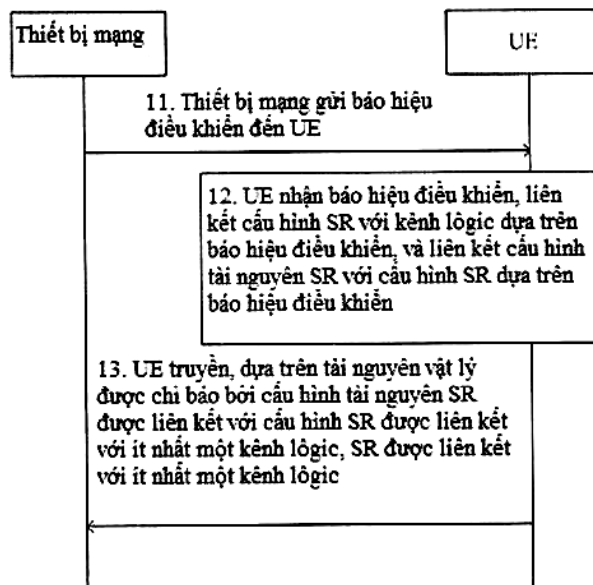 Thiết bị mạng
UE
11. Thiết bị mạng gửi báo hiệu
điều khiển đến UE
12. UE nhận báo hiệu điều khiển, liên
kết cấu hình SR với kênh lôgic dựa trên
báo hiệu điều khiển, và liên kết cấu hình
tài nguyên SR với cấu hình SR dựa trên
báo hiệu điều khiển
13. UE truyền, dựa trên tài nguyên vật lý
được chỉ báo bởi cấu hình tài nguyên SR
được liên kết với cấu hình SR được liên kết
với ít nhất một kênh lôgic, SR được liên kết
với ít nhất một kênh lôgic